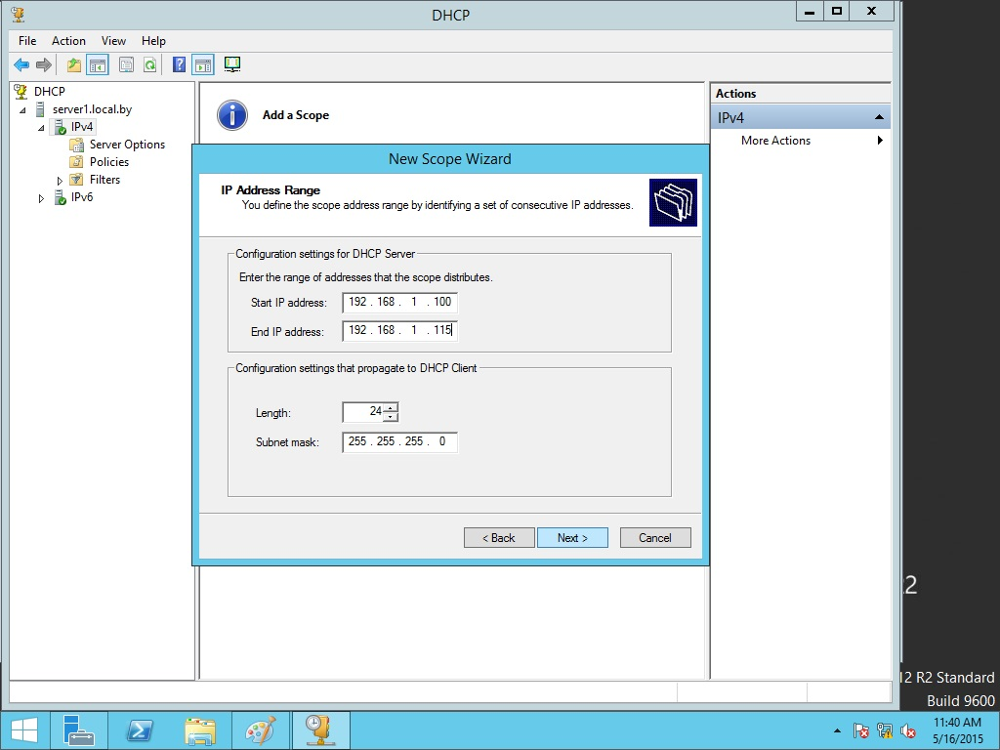 DHCP
File Action View Help
DHCP
server1.local.by
IPv4
Server Options
Policies
Filters
IPv6
Add a Scope
Actions
IPv4
More Actions
New Scope Wizard
IP Address Range
You define the scope address range by identifying a set of consecutive IP addresses.
Configuration settings for DHCP Server
Enter the range of addresses that the scope distributes.
Start IP address: 192 . 168 . 1 . 100
End IP address: 192 . 168 . 1 . 115
Configuration settings that propagate to DHCP Client
Length: 24
Subnet mask: 255 . 255 . 255 . 0
< Back Next > Cancel
2
12 R2 Standard
Build 9600
11:40 AM
5/16/2015